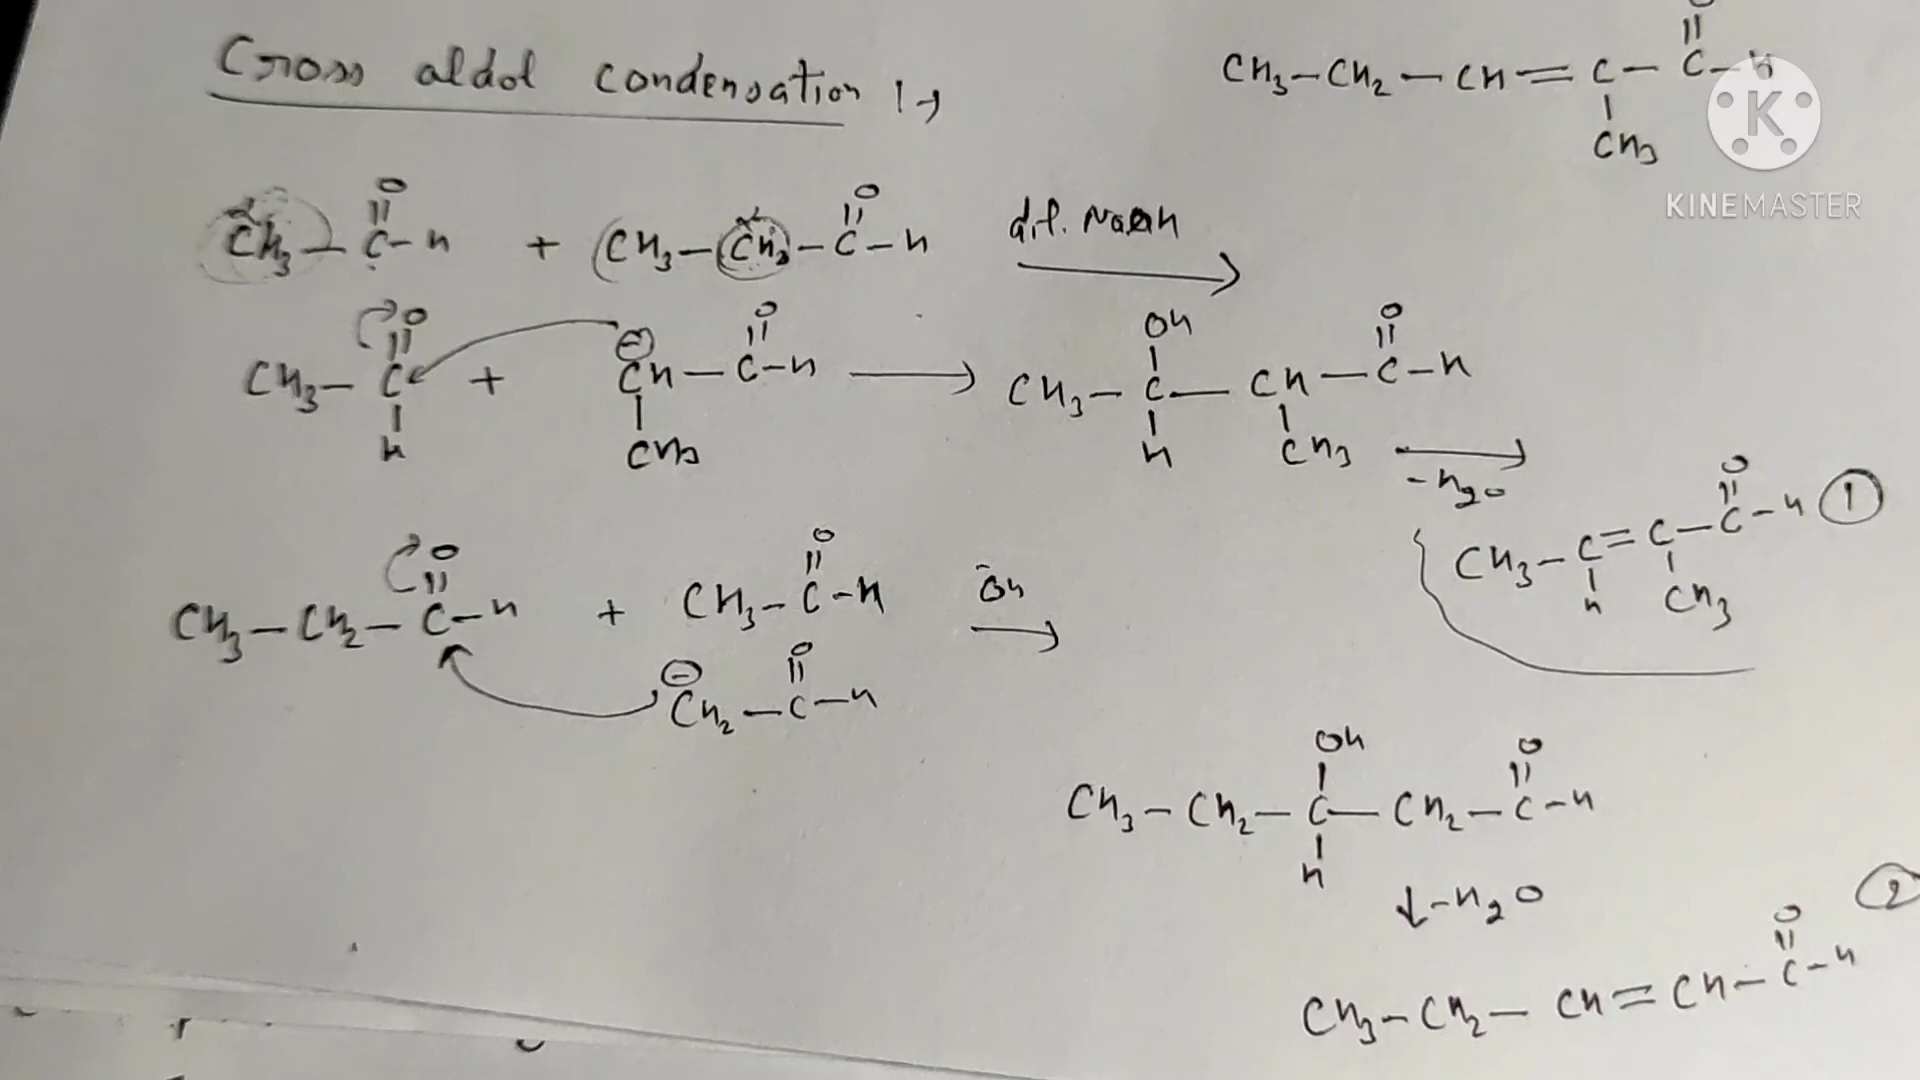 Cross aldol condensation :→
CH3-CH2-CH=C-C-H
||
CH3
KINEMASTER
O O
|| ||
CH3-C-H + (CH3-CH2-C-H dil. NaOH
O O OH O
|| || | ||
CH3-C + CH-C-H → CH3-C-CH-C-H
| | | |
H CH3 H CH3 -H2O
O
||
CH3-C=C-C-H 1
| |
H CH3
O O
|| ||
CH3-CH2-C-H + CH3-C-H OH
O
||
CH2-C-H
OH O
| ||
CH3-CH2-C-CH2-C-H
|
H
↓-H2O
2
O
||
CH3-CH2-CH=CH-C-H